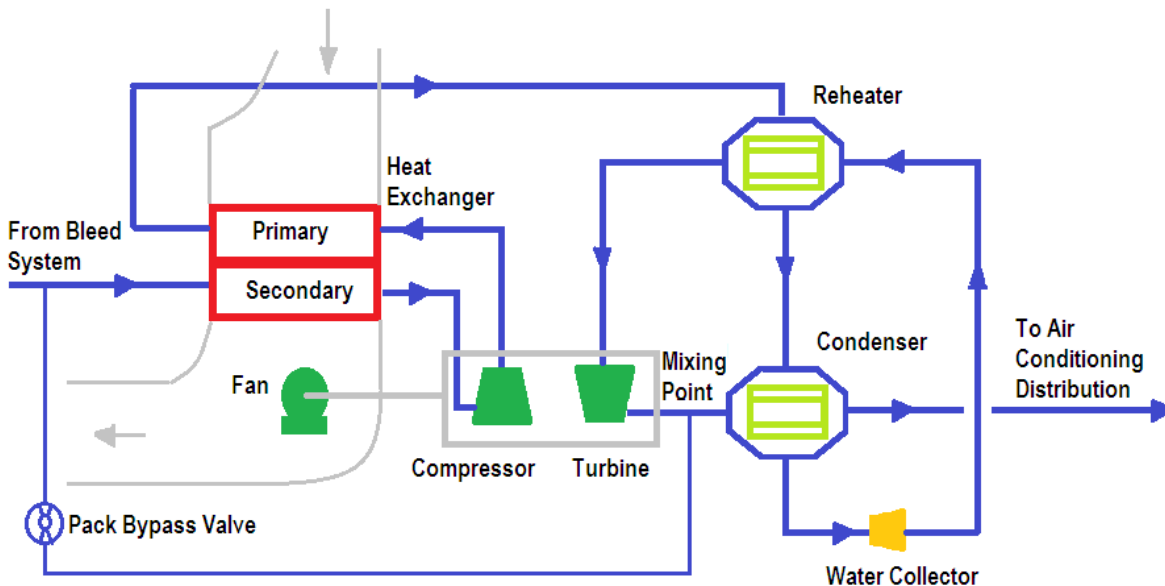 Reheater
Heat
Exchanger
From Bleed
System
Primary
Secondary
Condenser
To Air
Conditioning
Distribution
Mixing
Point
Fan
Compressor
Turbine
Pack Bypass Valve
Water Collector